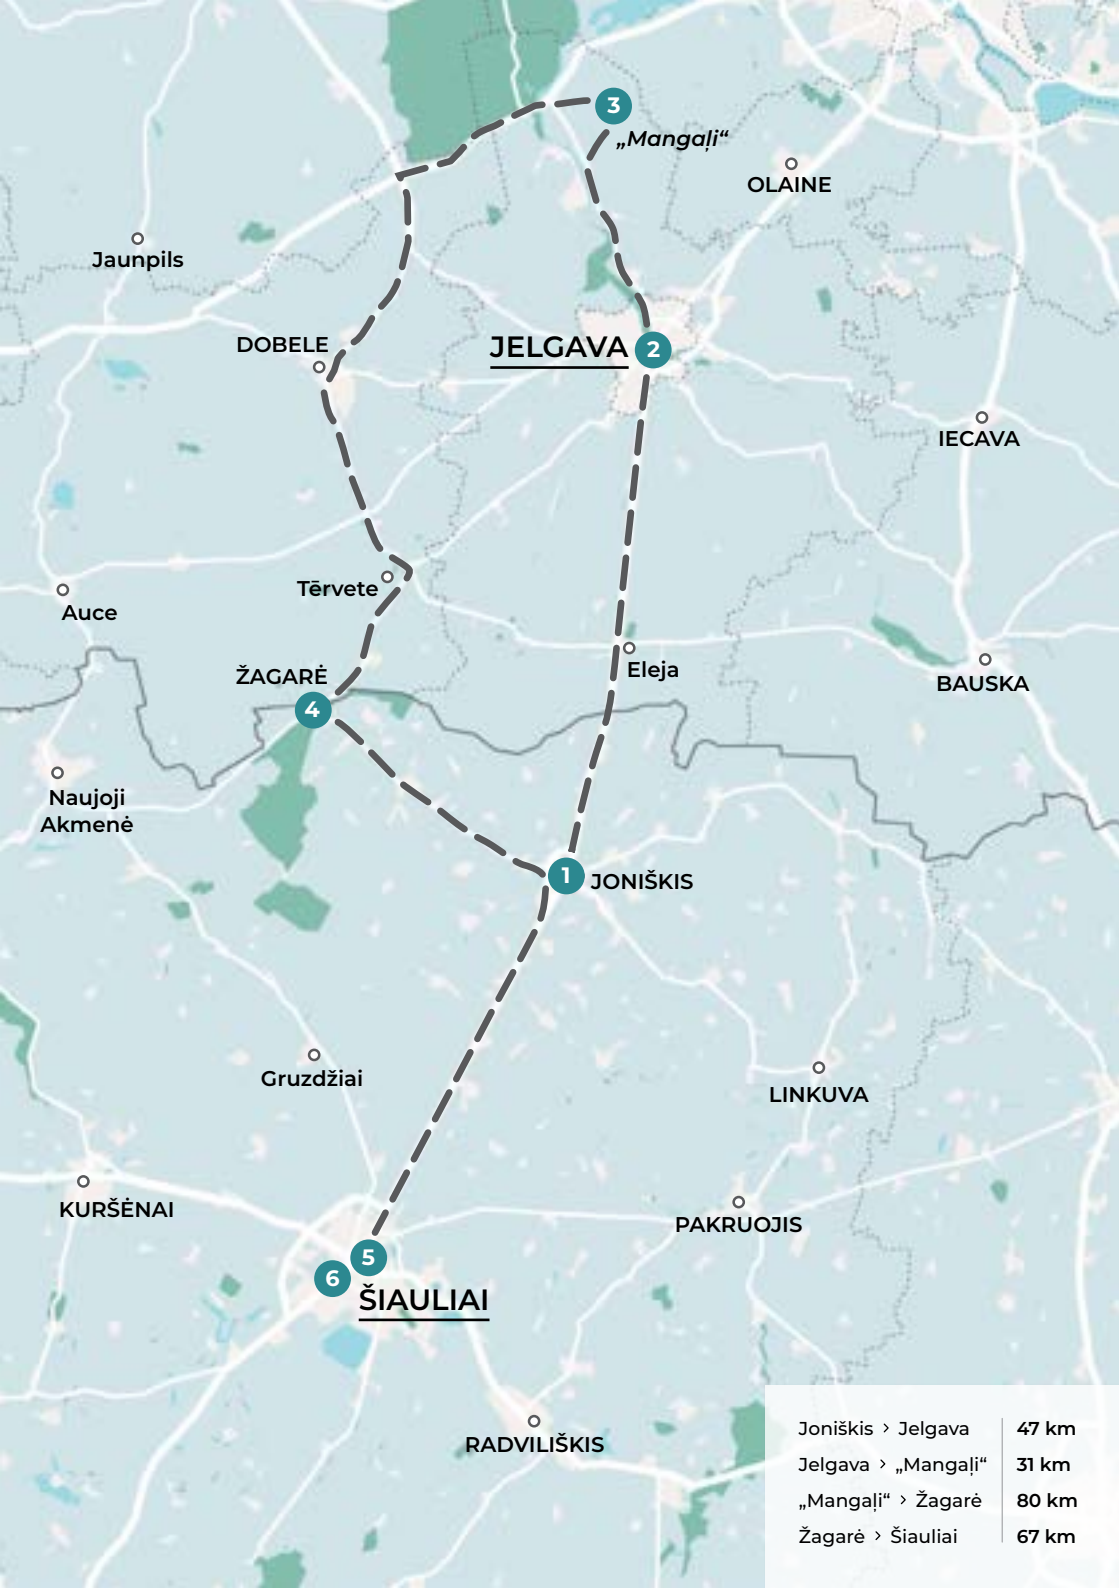 3
„Mangaļi“
OLAINE
Jaunpils
DOBELE
JELGAVA 2
IECAVA
Tērvete
Auce
ŽAGARĖ
Eleja
BAUSKA
4
Naujoji
Akmenė
1 JONIŠKIS
Gruzdžiai
LINKUVA
KURŠĖNAI
PAKRUOJIS
5
6
ŠIAULIAI
RADVILIŠKIS
Joniškis › Jelgava 47 km
Jelgava › „Mangaļi“ 31 km
„Mangaļi“ › Žagarė 80 km
Žagarė › Šiauliai 67 km